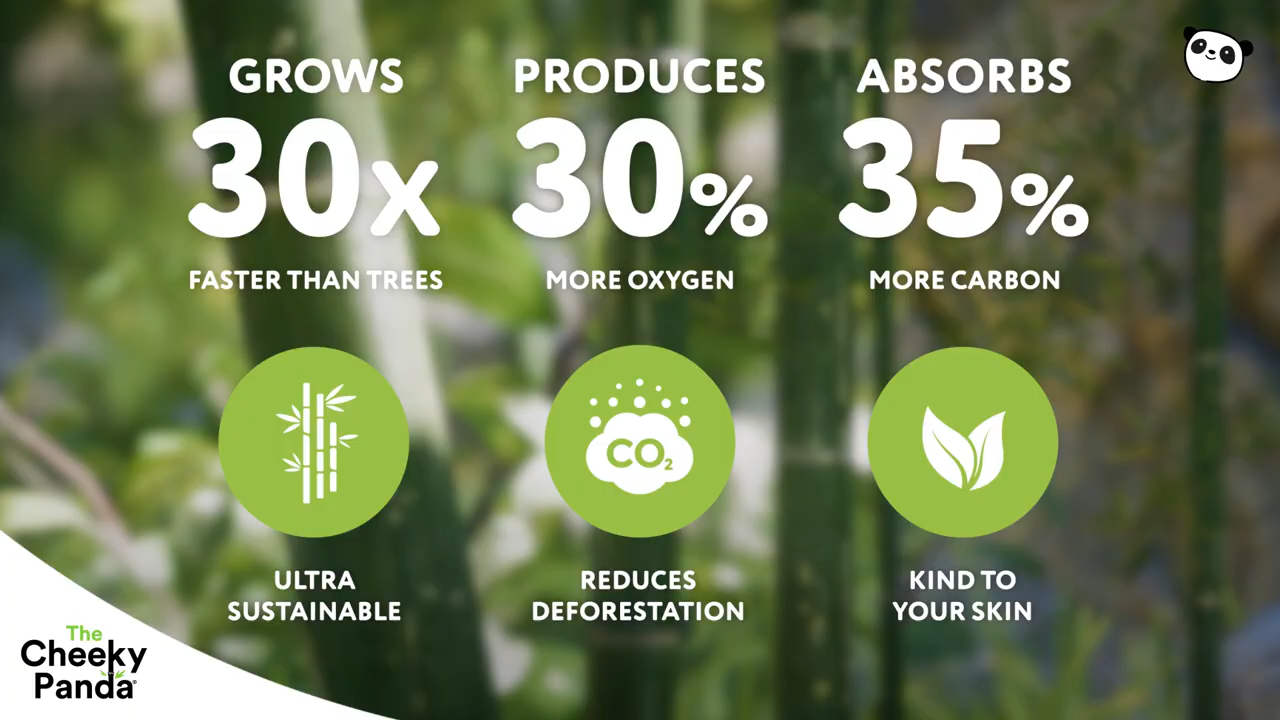 GROWS
30x
FASTER THAN TREES
PRODUCES
30%
MORE OXYGEN
ABSORBS
35%
MORE CARBON
CO₂
ULTRA
SUSTAINABLE
REDUCES
DEFORESTATION
KIND TO
YOUR SKIN
The
Cheeky
Panda